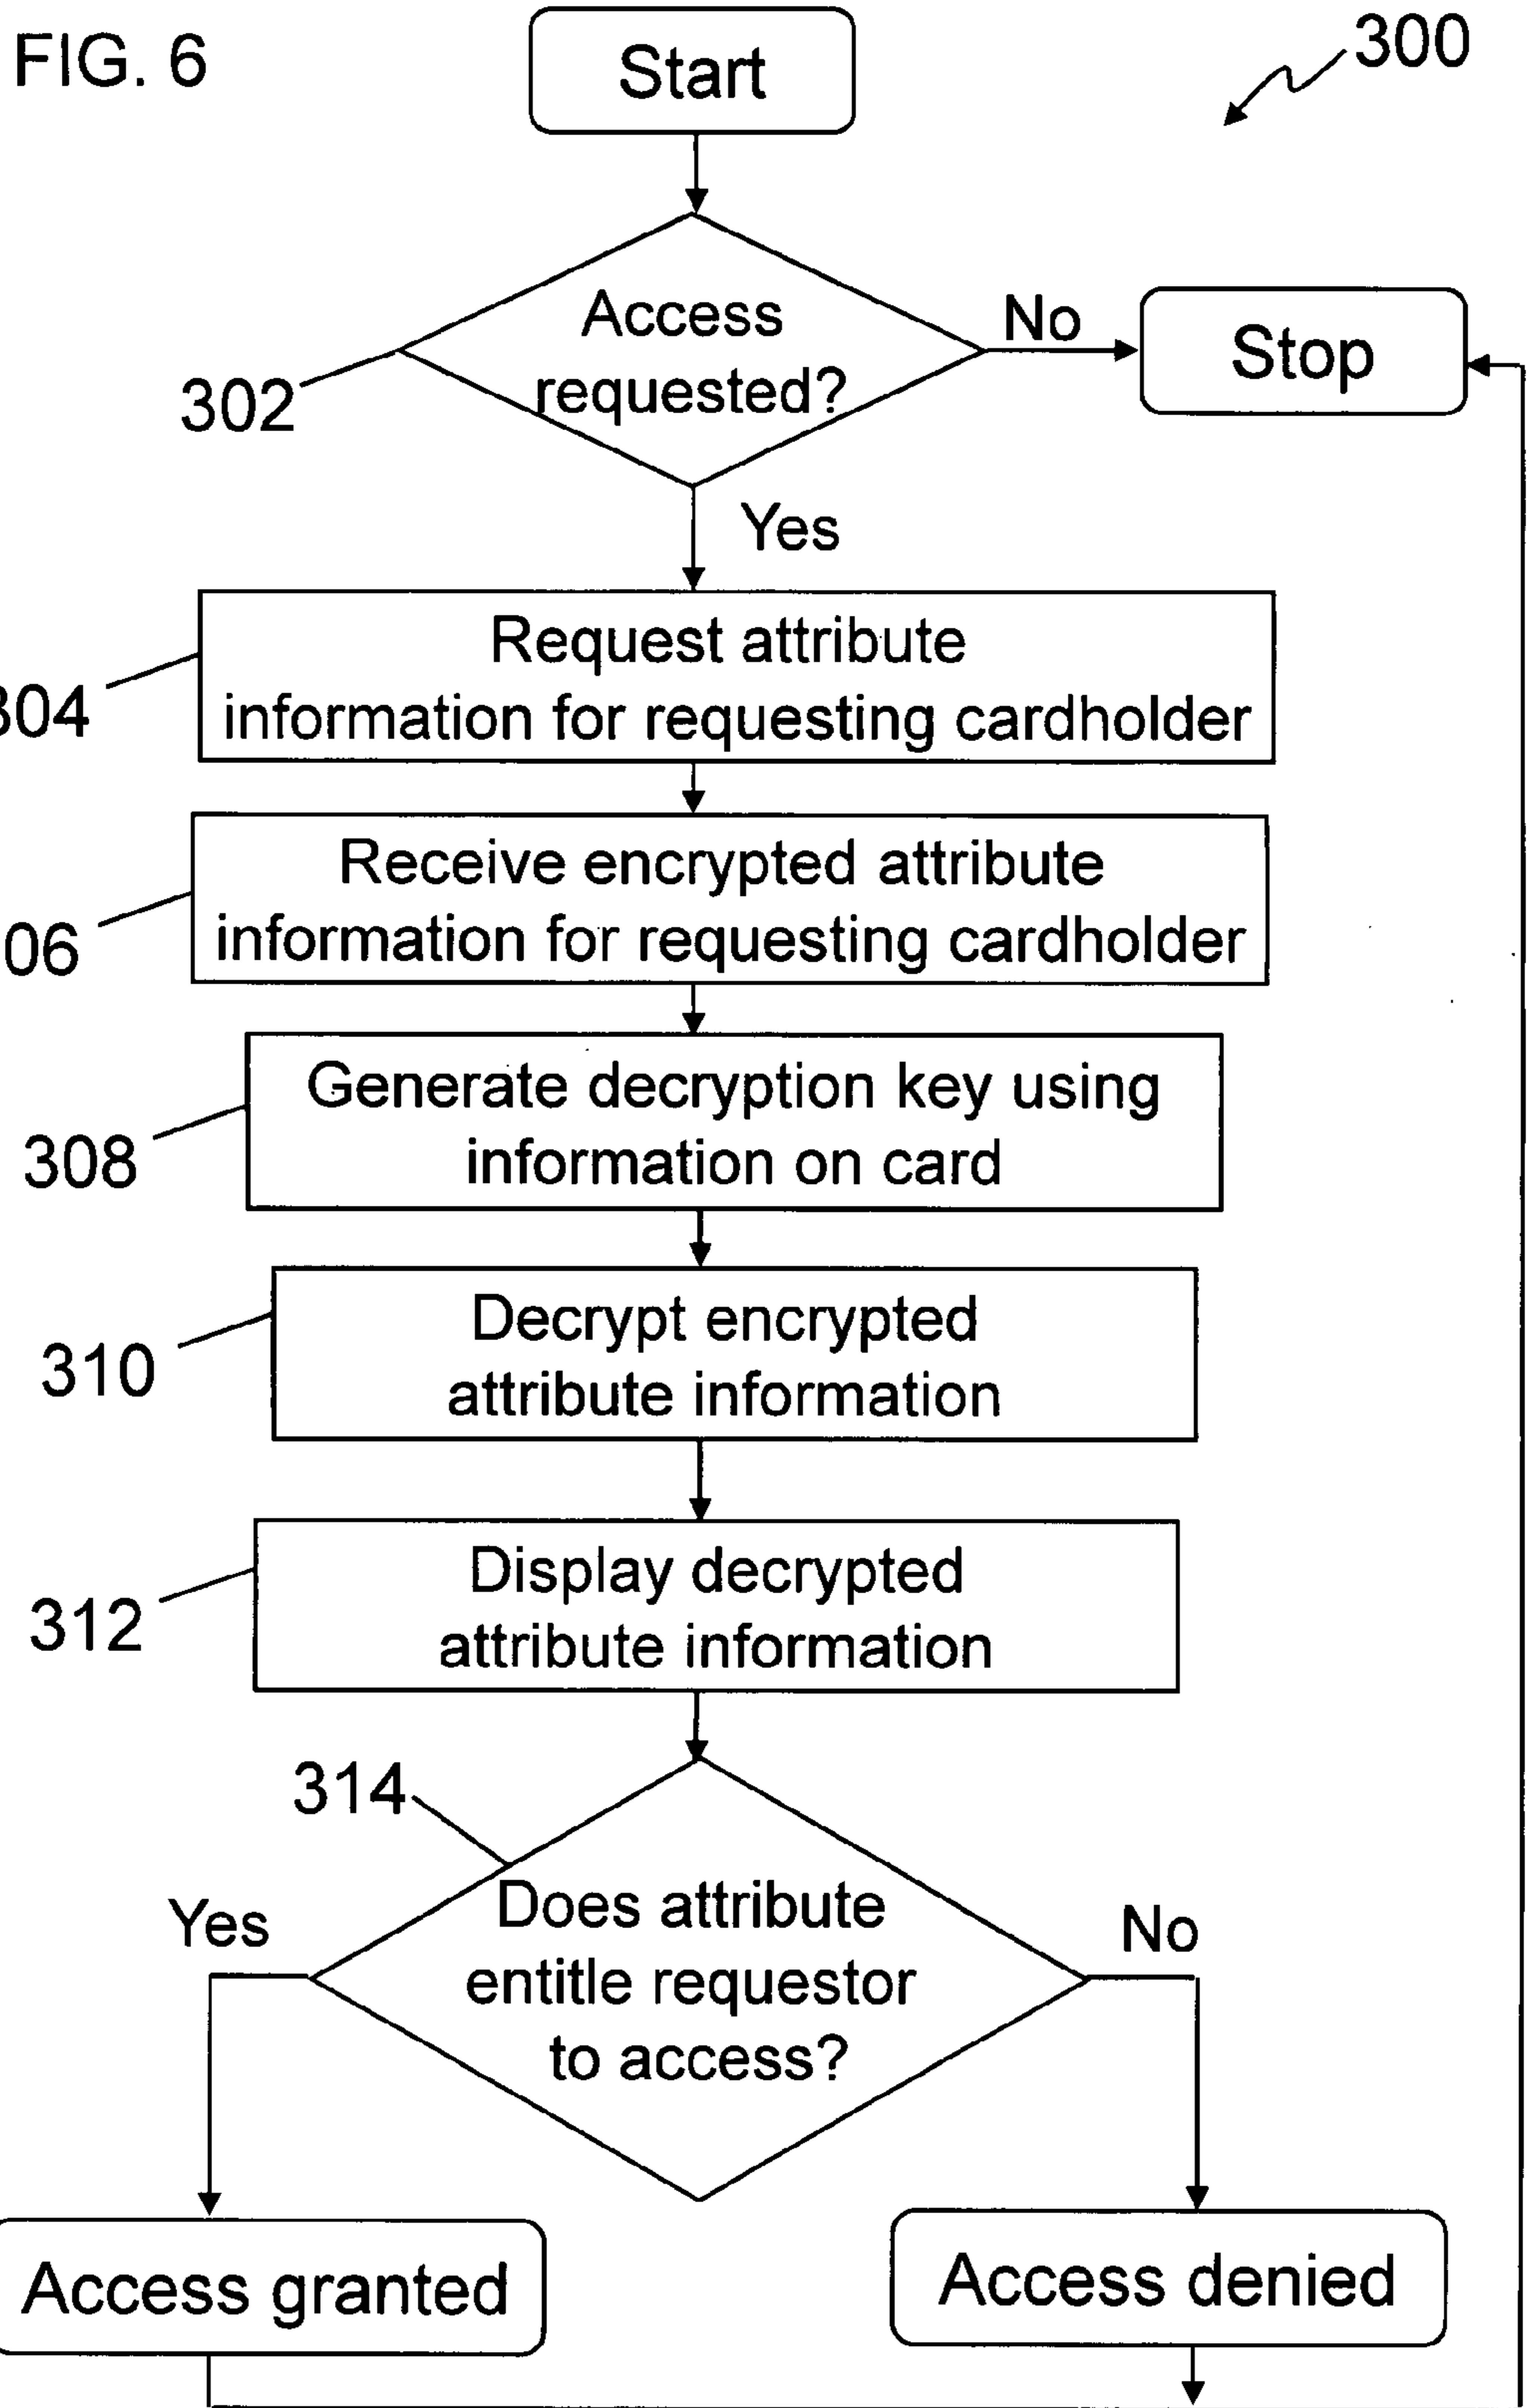 FIG. 6
Start
300
Access
requested?
No
Stop
302
Yes
Request attribute
information for requesting cardholder
304
Receive encrypted attribute
information for requesting cardholder
06
Generate decryption key using
information on card
308
Decrypt encrypted
attribute information
310
Display decrypted
attribute information
312
314
Does attribute
entitle requestor
to access?
Yes
No
Access granted
Access denied